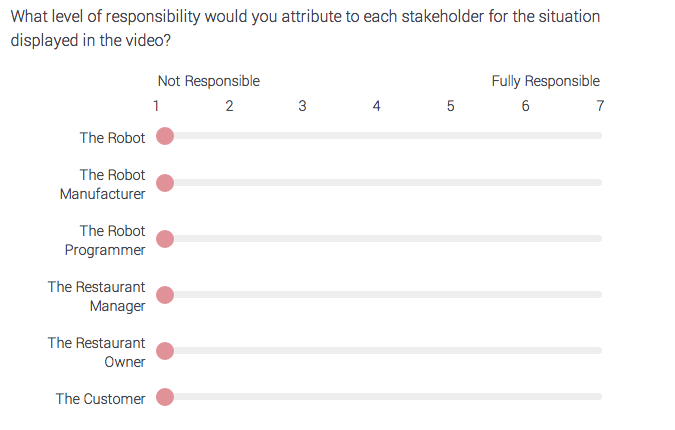 What level of responsibility would you attribute to each stakeholder for the situation
displayed in the video?
Not Responsible Fully Responsible
1 2 3 4 5 6 7
The Robot
The Robot
Manufacturer
The Robot
Programmer
The Restaurant
Manager
The Restaurant
Owner
The Customer